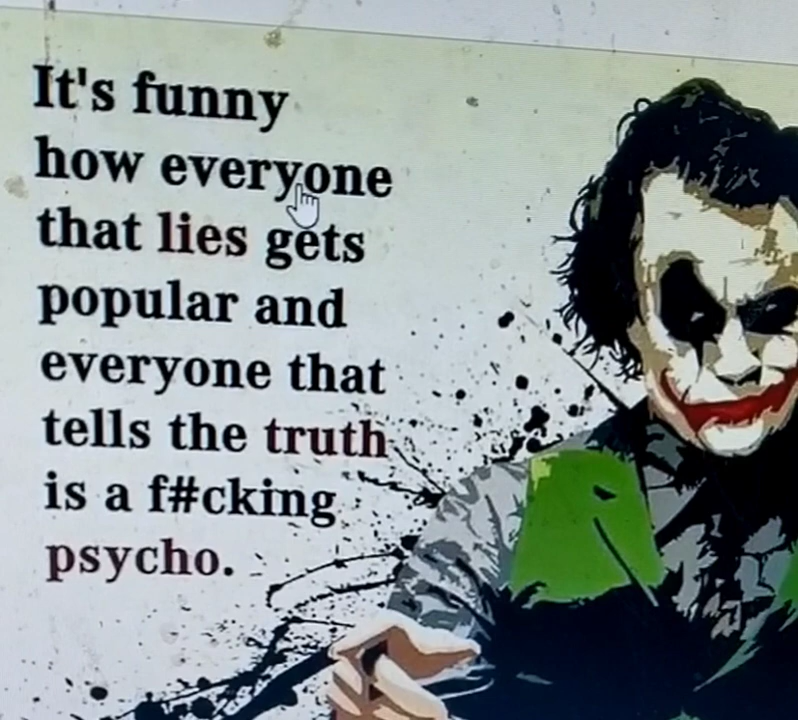 It's funny
how everyone
that lies gets
popular and
everyone that
tells the truth
is a f#cking
psycho.